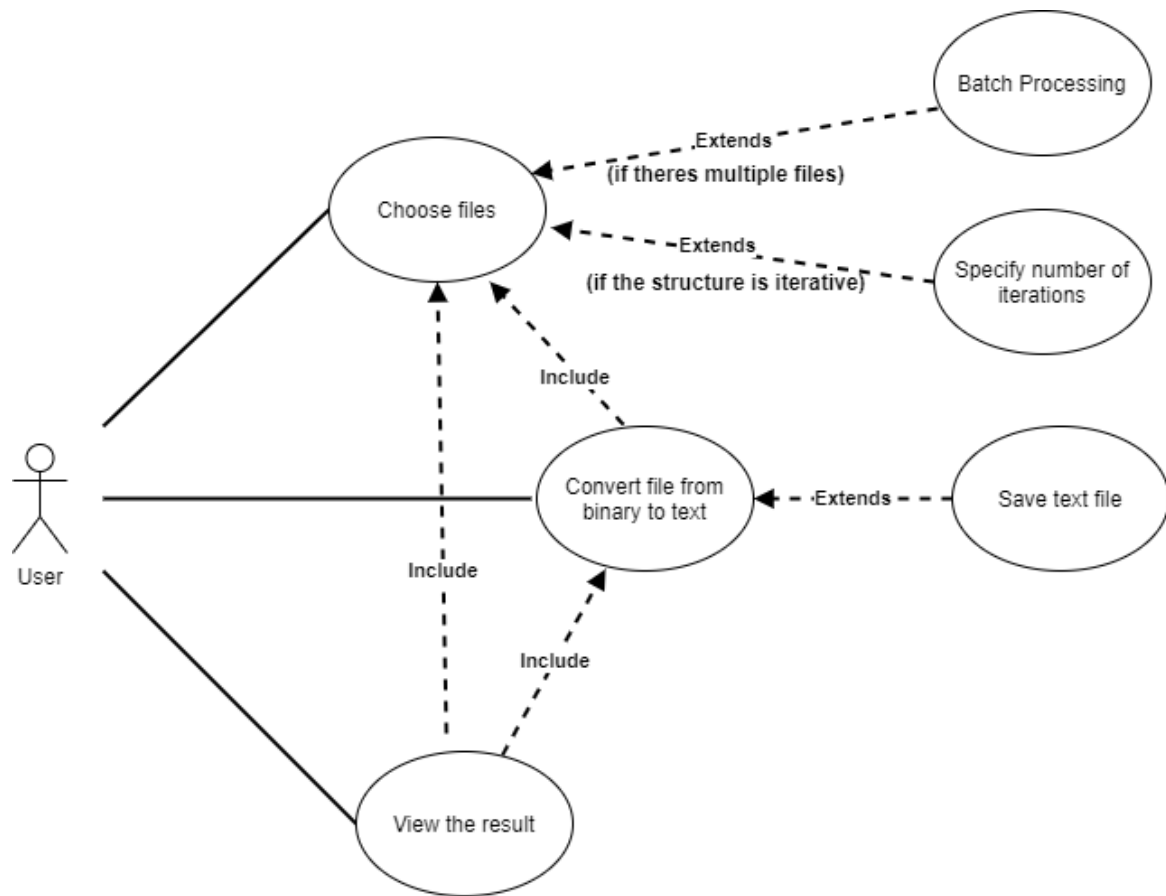 Batch Processing
Extends
(if theres multiple files)
Choose files
Extends
(if the structure is iterative)
Specify number of
iterations
Include
Convert file from
binary to text
Extends
Save text file
User
Include
Include
View the result